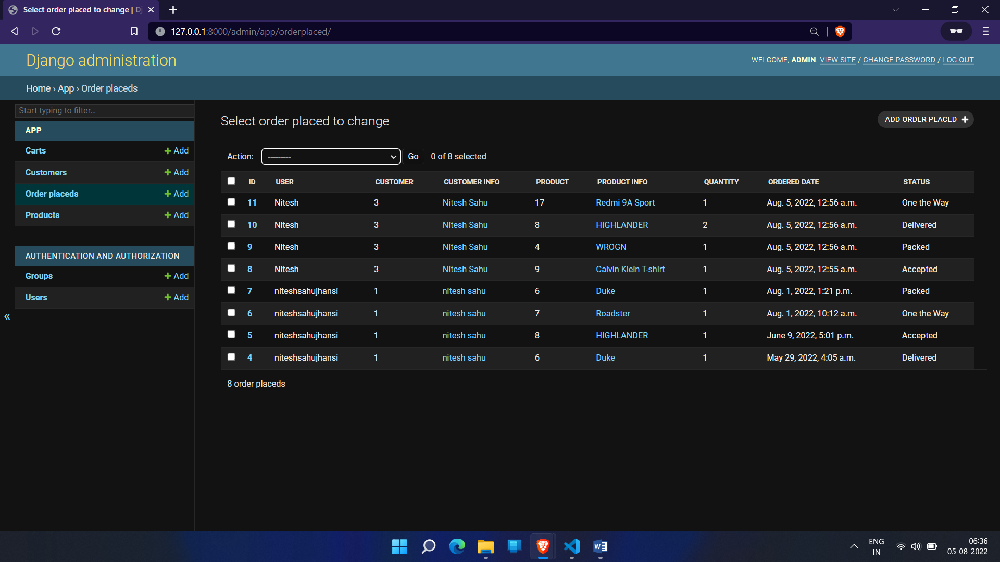 Select order placed to change | Dj
127.0.0.1:8000/admin/app/orderplaced/
Django administration
WELCOME, ADMIN. VIEW SITE / CHANGE PASSWORD / LOG OUT
Home › App › Order placeds
Start typing to filter...
APP
Carts + Add
Customers + Add
Order placeds + Add
Products + Add
AUTHENTICATION AND AUTHORIZATION
Groups + Add
Users + Add
«
Select order placed to change
ADD ORDER PLACED +
Action: --------- Go 0 of 8 selected
ID USER CUSTOMER CUSTOMER INFO PRODUCT PRODUCT INFO QUANTITY ORDERED DATE STATUS
11 Nitesh 3 Nitesh Sahu 17 Redmi 9A Sport 1 Aug. 5, 2022, 12:56 a.m. One the Way
10 Nitesh 3 Nitesh Sahu 8 HIGHLANDER 2 Aug. 5, 2022, 12:56 a.m. Delivered
9 Nitesh 3 Nitesh Sahu 4 WROGN 1 Aug. 5, 2022, 12:56 a.m. Packed
8 Nitesh 3 Nitesh Sahu 9 Calvin Klein T-shirt 1 Aug. 5, 2022, 12:55 a.m. Accepted
7 niteshsahujhansi 1 nitesh sahu 6 Duke 1 Aug. 1, 2022, 1:21 p.m. Packed
6 niteshsahujhansi 1 nitesh sahu 7 Roadster 1 Aug. 1, 2022, 10:12 a.m. One the Way
5 niteshsahujhansi 1 nitesh sahu 8 HIGHLANDER 1 June 9, 2022, 5:01 p.m. Accepted
4 niteshsahujhansi 1 nitesh sahu 6 Duke 1 May 29, 2022, 4:05 a.m. Delivered
8 order placeds
W
ENG
IN
06:36
05-08-2022